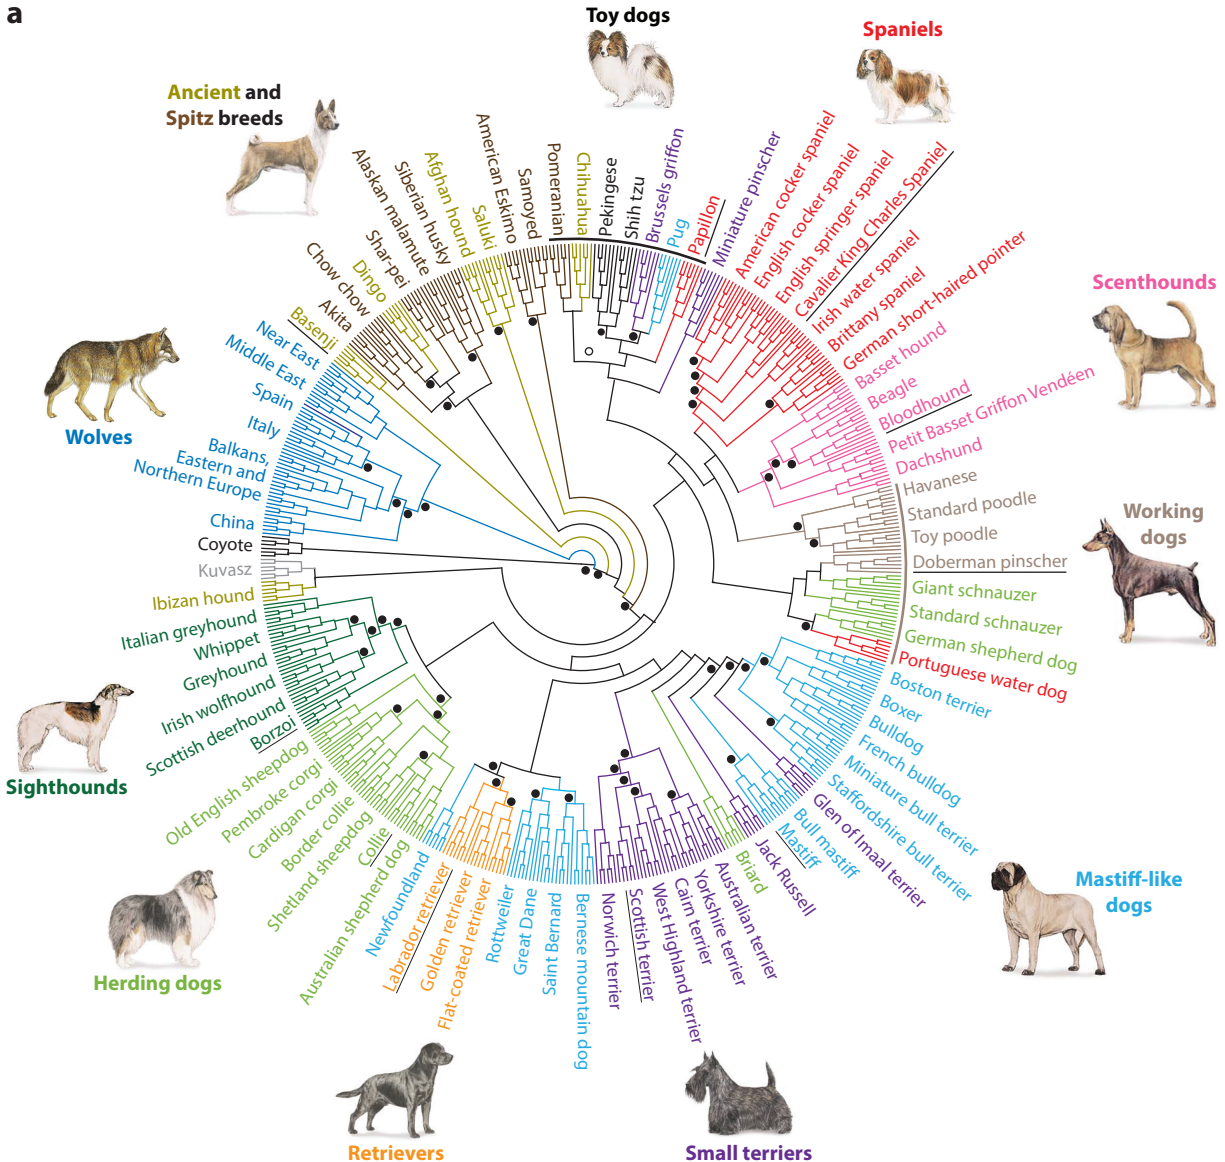 a
Toy dogs
Spaniels
Ancient and
Spitz breeds
Scenthounds
Wolves
Working
dogs
Sighthounds
Mastiff-like
dogs
Herding dogs
Retrievers
Small terriers
Near East
Middle East
Spain
Italy
Balkans,
Eastern and
Northern Europe
China
Coyote
Kuvasz
Ibizan hound
Italian greyhound
Whippet
Greyhound
Irish wolfhound
Scottish deerhound
Borzoi
Old English sheepdog
Pembroke corgi
Cardigan corgi
Border collie
Shetland sheepdog
Collie
Australian shepherd dog
Newfoundland
Labrador retriever
Golden retriever
Flat-coated retriever
Rottweiler
Great Dane
Saint Bernard
Bernese mountain dog
Norwich terrier
Scottish terrier
West Highland terrier
Cairn terrier
Yorkshire terrier
Australian terrier
Briard
Jack Russell
Mastiff
Bull mastiff
Glen of Imaal terrier
Staffordshire bull terrier
Miniature bull terrier
French bulldog
Bulldog
Boxer
Boston terrier
Portuguese water dog
German shepherd dog
Standard schnauzer
Giant schnauzer
Doberman pinscher
Toy poodle
Standard poodle
Havanese
Dachshund
Petit Basset Griffon Vendéen
Bloodhound
Beagle
Basset hound
German short-haired pointer
Brittany spaniel
Irish water spaniel
Cavalier King Charles Spaniel
English springer spaniel
English cocker spaniel
American cocker spaniel
Miniature pinscher
Papillon
Pug
Brussels griffon
Shih tzu
Pekingese
Chihuahua
Pomeranian
Samoyed
American Eskimo
Saluki
Afghan hound
Siberian husky
Alaskan malamute
Shar-pei
Chow chow
Dingo
Akita
Basenji